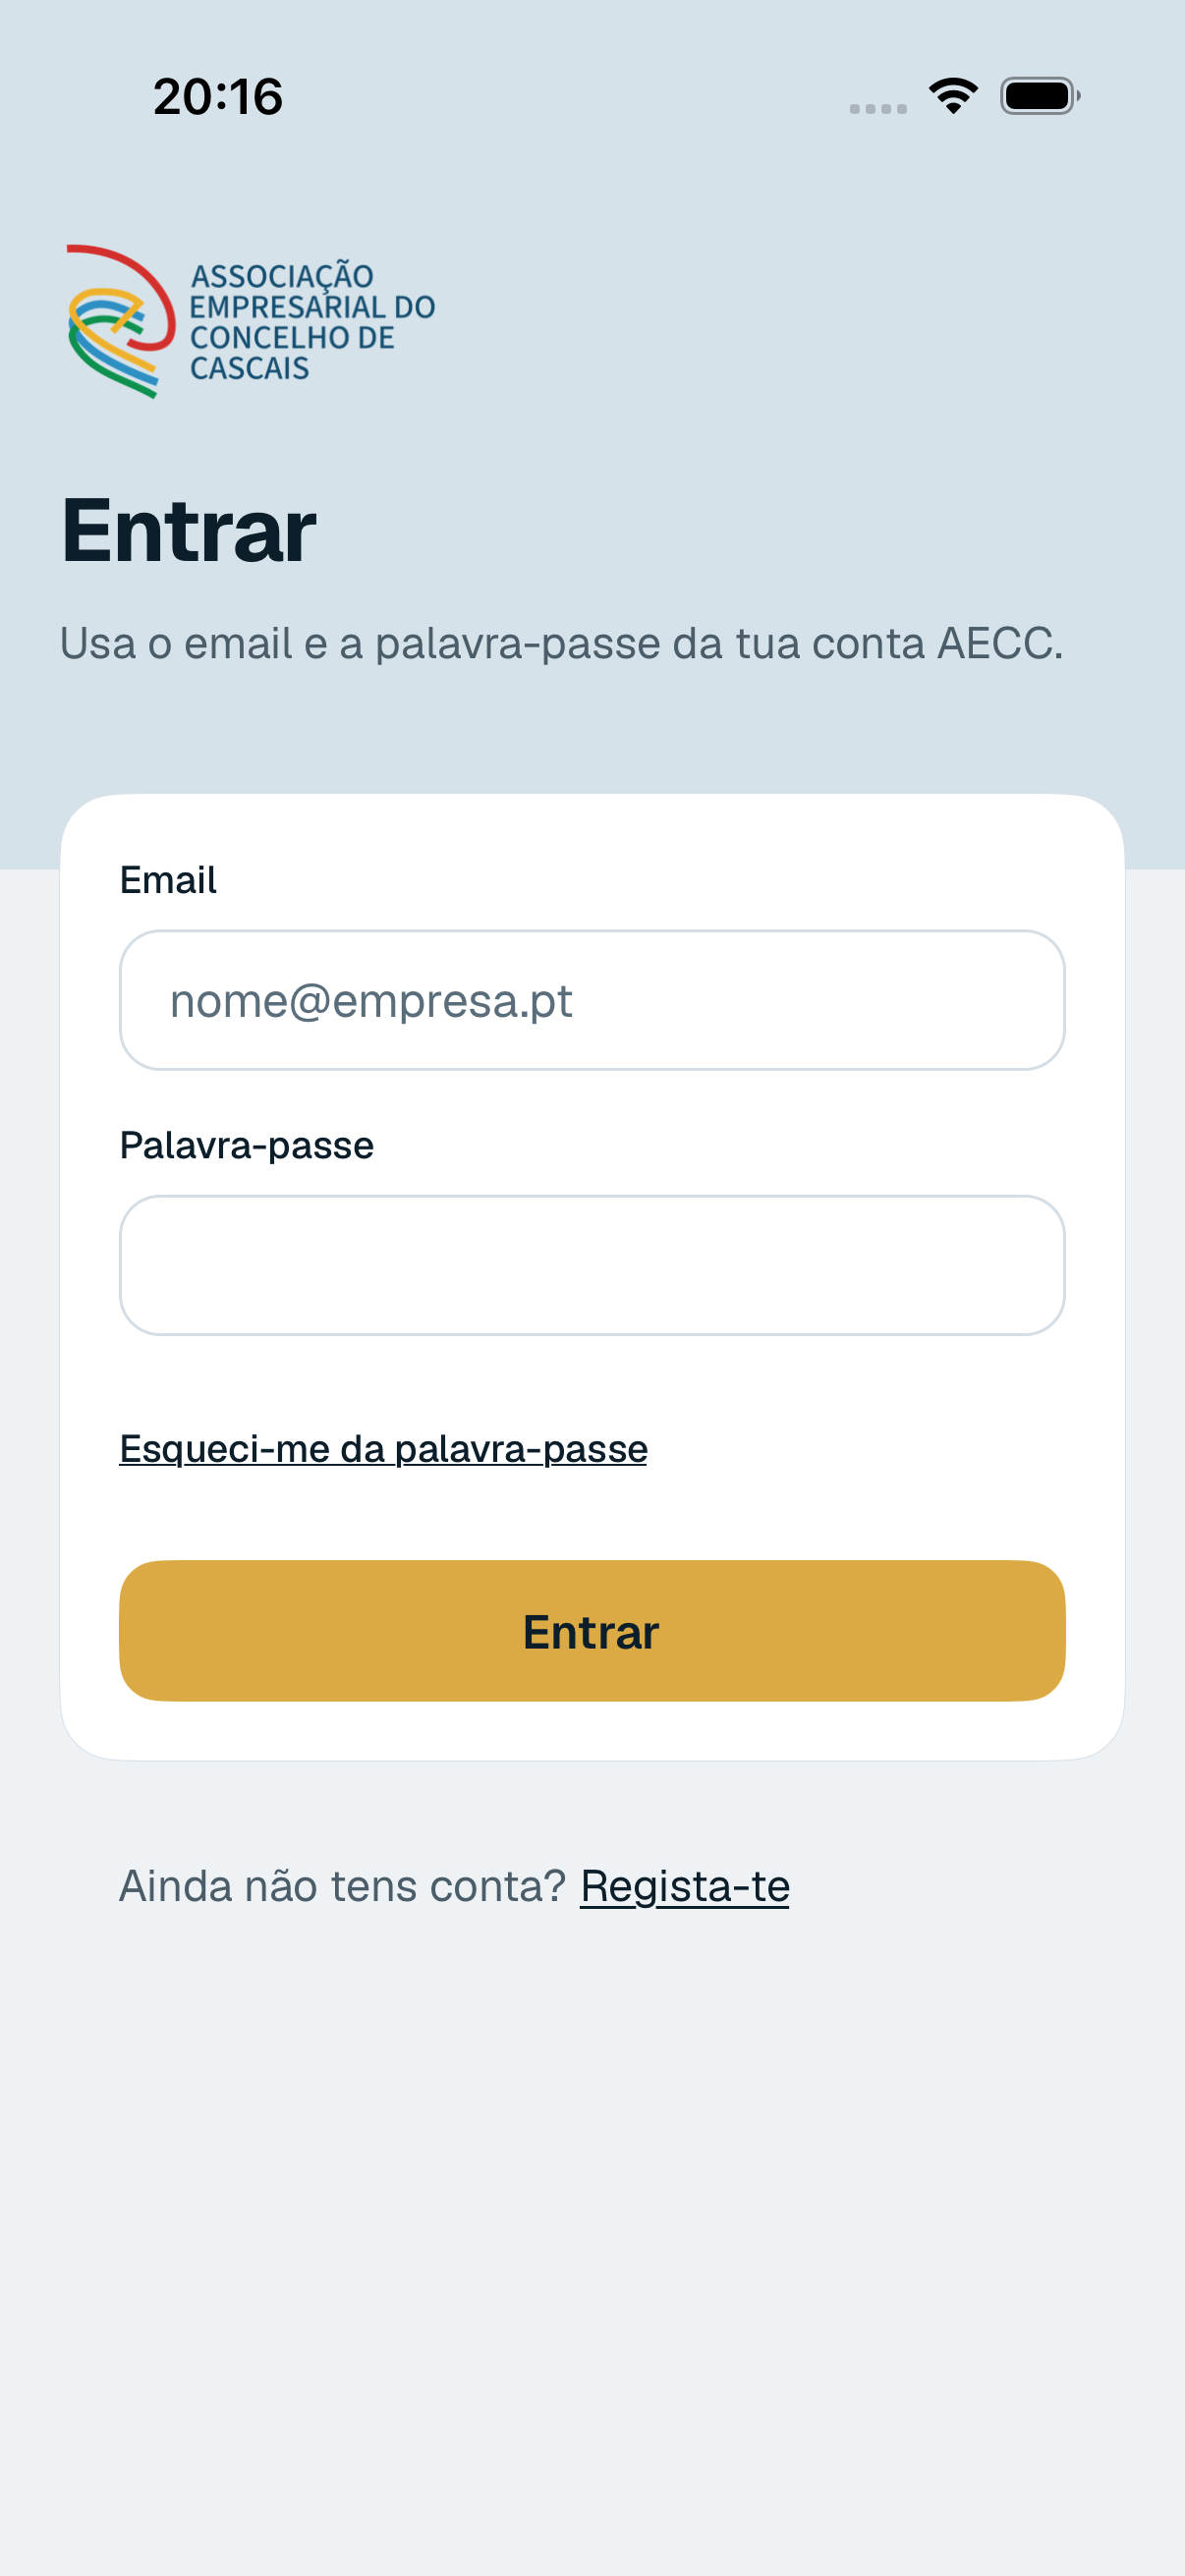 20:16
ASSOCIAÇÃO
EMPRESARIAL DO
CONCELHO DE
CASCAIS
Entrar
Usa o email e a palavra-passe da tua conta AECC.
Email
nome@empresa.pt
Palavra-passe
Esqueci-me da palavra-passe
Entrar
Ainda não tens conta? Regista-te